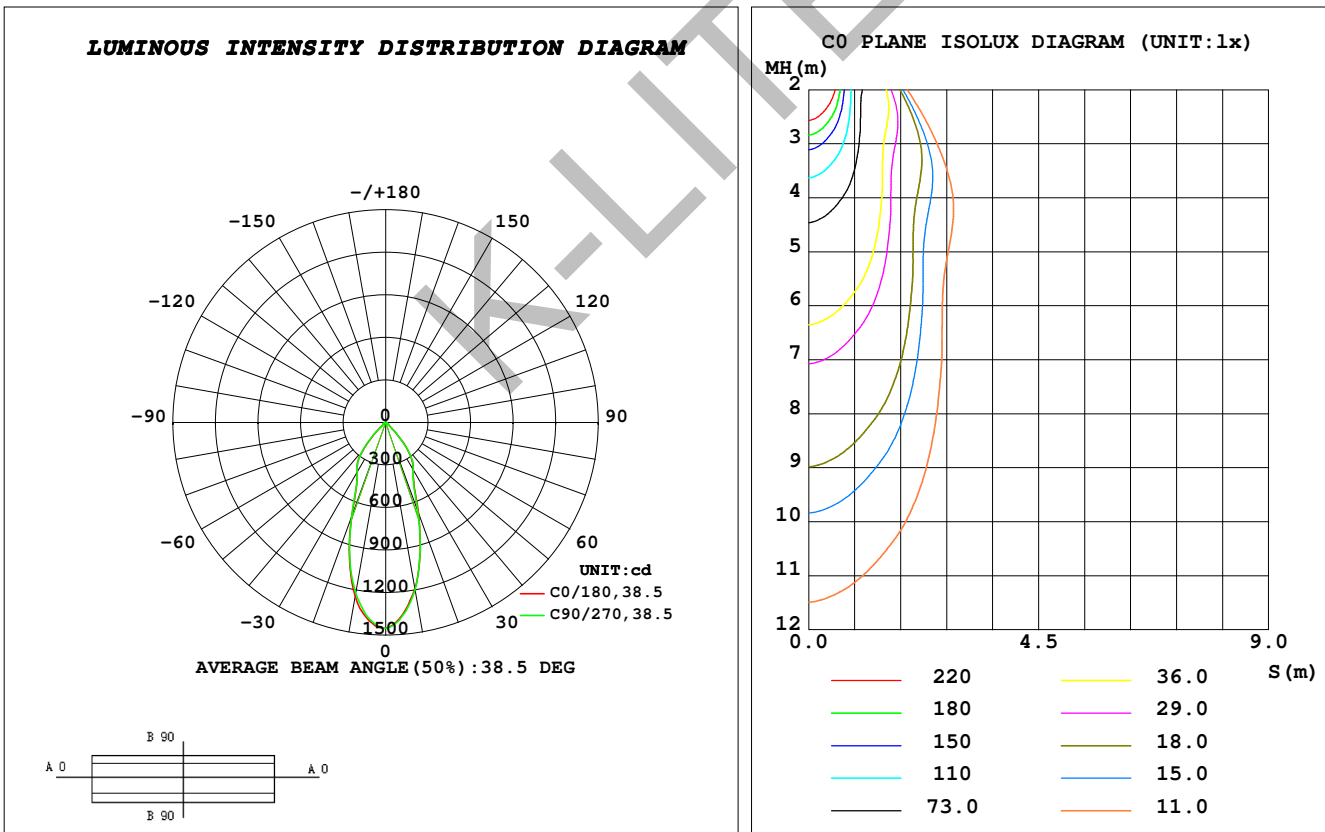 LUMINOUS INTENSITY DISTRIBUTION DIAGRAM
-/+180
-150 150
-120 120
-90 0 90
300
600
-60 900 60
UNIT:cd
1200 C0/180,38.5
-30 30 C90/270,38.5
1500
0
AVERAGE BEAM ANGLE(50%):38.5 DEG
B 90
A 0 A 0
B 90
K-LITE
C0 PLANE ISOLUX DIAGRAM (UNIT:lx)
MH(m)
2
3
4
5
6
7
8
9
10
11
12
0.0 4.5 9.0
S(m)
220 36.0
180 29.0
150 18.0
110 15.0
73.0 11.0